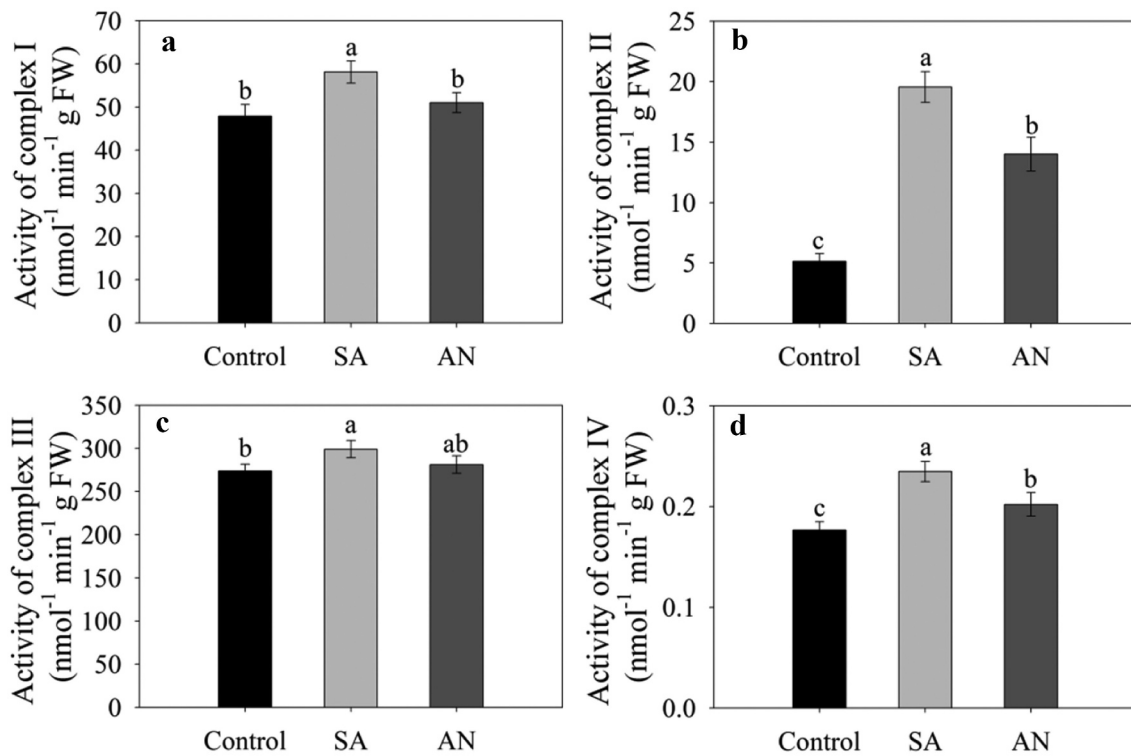 a
Activity of complex I
(nmol⁻¹ min⁻¹ g FW)
70
60
50
40
30
20
10
0
b
a
b
Control SA AN
b
Activity of complex II
(nmol⁻¹ min⁻¹ g FW)
25
20
15
10
5
0
c
a
b
Control SA AN
c
Activity of complex III
(nmol⁻¹ min⁻¹ g FW)
350
300
250
200
150
100
50
0
b
a
ab
Control SA AN
d
Activity of complex IV
(nmol⁻¹ min⁻¹ g FW)
0.3
0.2
0.1
0.0
c
a
b
Control SA AN